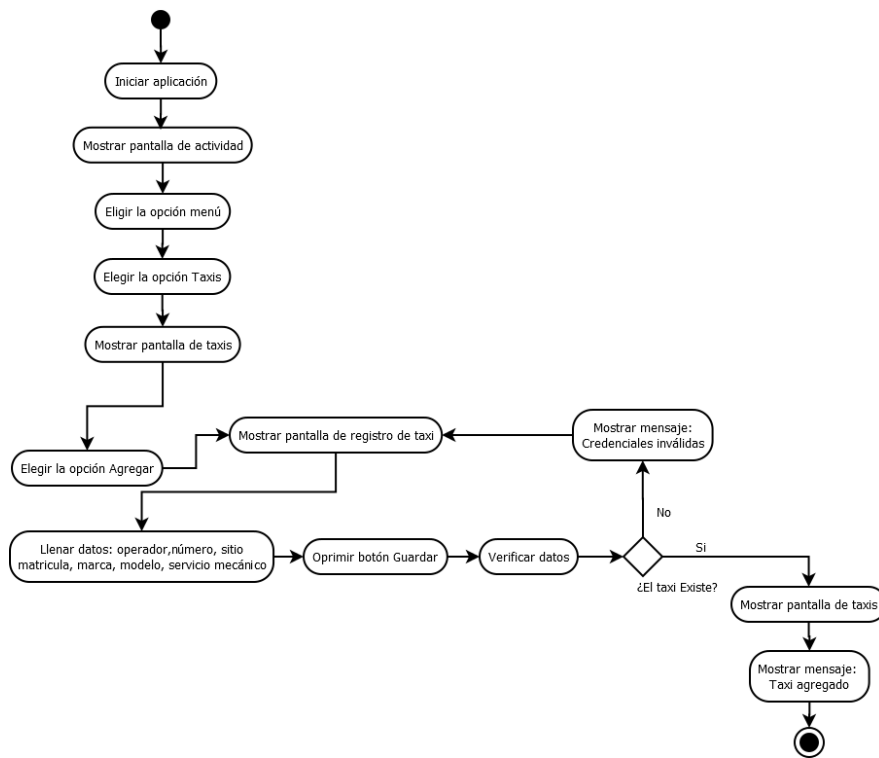 Iniciar aplicación
Mostrar pantalla de actividad
Eligir la opción menú
Elegir la opción Taxis
Mostrar pantalla de taxis
Elegir la opción Agregar
Mostrar pantalla de registro de taxi
Mostrar mensaje:
Credenciales inválidas
Llenar datos: operador,número, sitio
matricula, marca, modelo, servicio mecánico
Oprimir botón Guardar
Verificar datos
No
Si
¿El taxi Existe?
Mostrar pantalla de taxis
Mostrar mensaje:
Taxi agregado